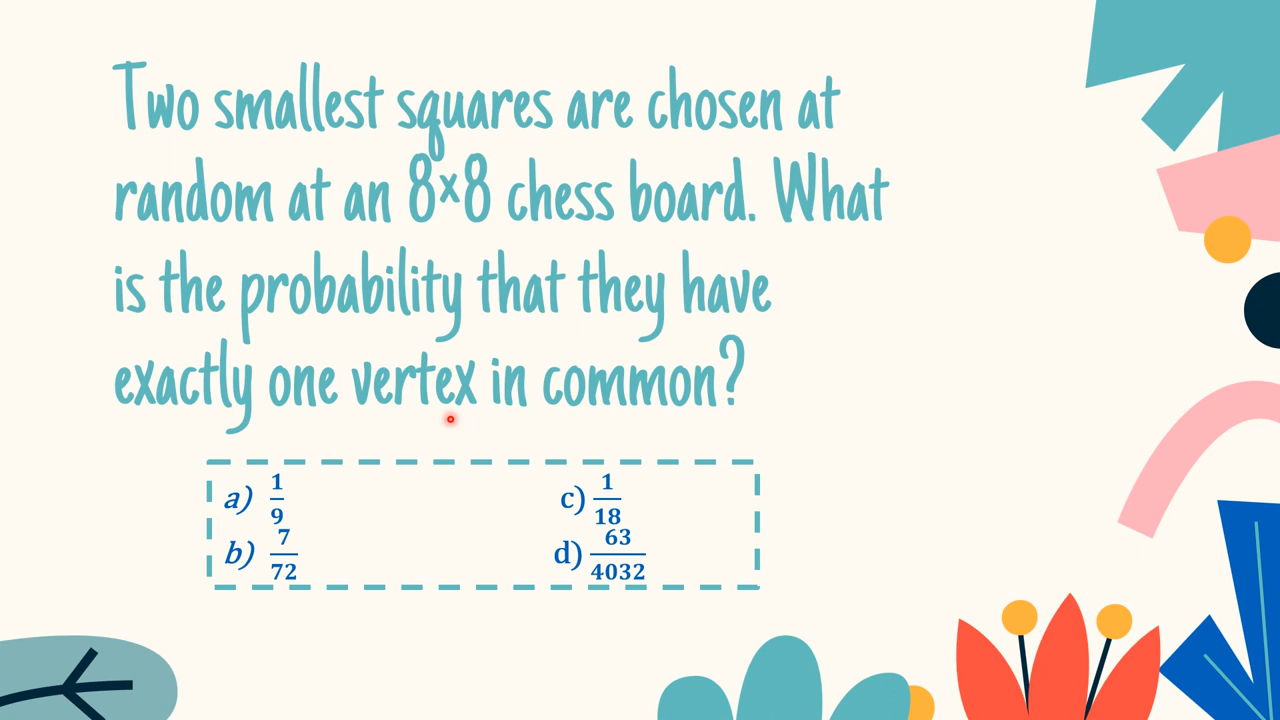 Two smallest squares are chosen at
random at an 8×8 chess board. What
is the probability that they have
exactly one vertex in common?
a) 1/9 c) 1/18
b) 7/72 d) 63/4032